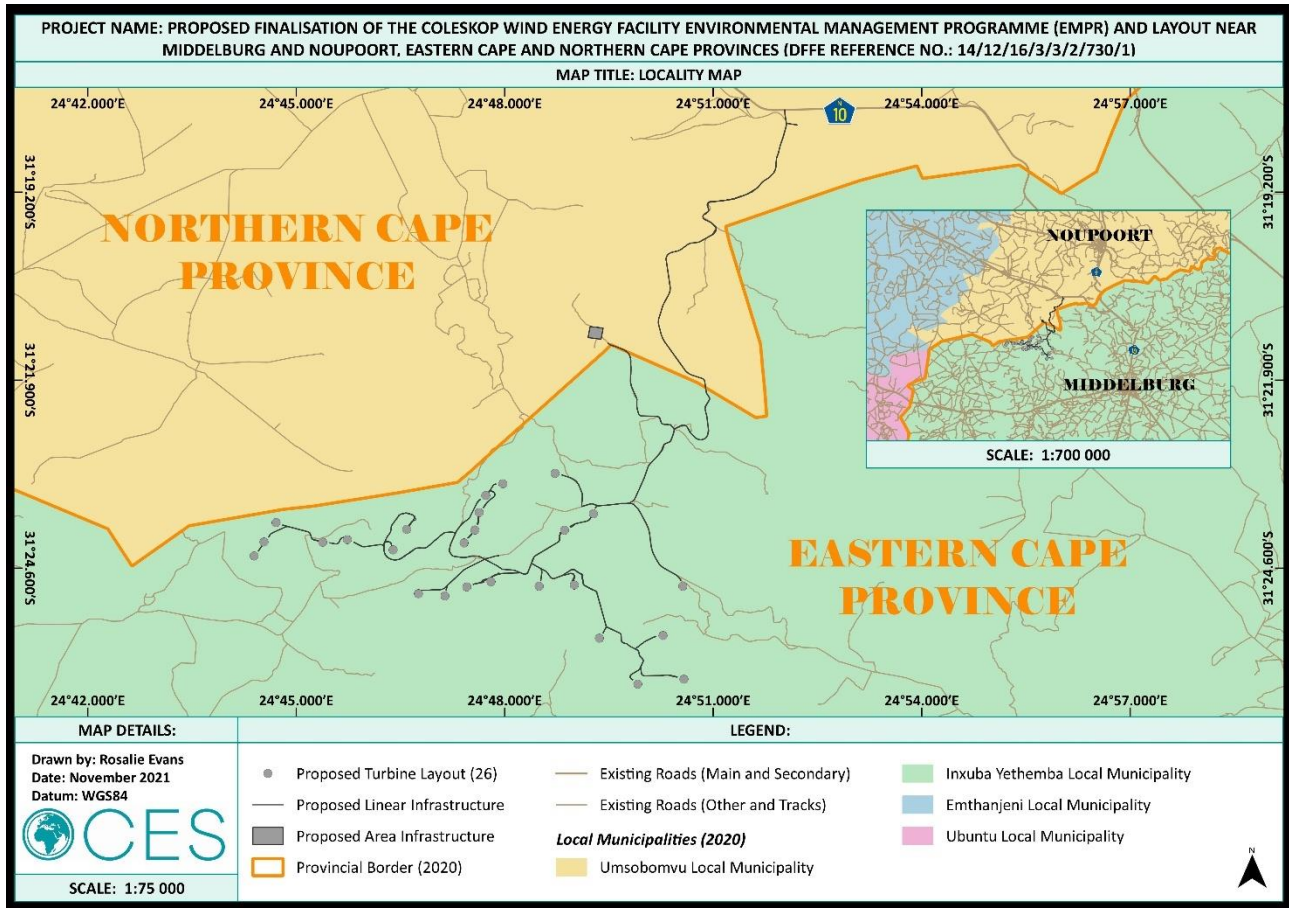 PROJECT NAME: PROPOSED FINALISATION OF THE COLESKOP WIND ENERGY FACILITY ENVIRONMENTAL MANAGEMENT PROGRAMME (EMPR) AND LAYOUT NEAR
MIDDELBURG AND NOUPOORT, EASTERN CAPE AND NORTHERN CAPE PROVINCES (DFFE REFERENCE NO.: 14/12/16/3/3/2/730/1)
MAP TITLE: LOCALITY MAP
24°42.000'E 24°45.000'E 24°48.000'E 24°51.000'E 24°54.000'E 24°57.000'E
N
10
31°19.200'S
31°19.200'S
NORTHERN CAPE
PROVINCE
NOUPOORT
MIDDELBURG
SCALE: 1:700 000
31°21.900'S
31°21.900'S
31°24.600'S
31°24.600'S
EASTERN CAPE
PROVINCE
24°42.000'E 24°45.000'E 24°48.000'E 24°51.000'E 24°54.000'E 24°57.000'E
MAP DETAILS:
Drawn by: Rosalie Evans
Date: November 2021
Datum: WGS84
CES
SCALE: 1:75 000
LEGEND:
Proposed Turbine Layout (26)
Proposed Linear Infrastructure
Proposed Area Infrastructure
Provincial Border (2020)
Existing Roads (Main and Secondary)
Existing Roads (Other and Tracks)
Local Municipalities (2020)
Umsobomvu Local Municipality
Inxuba Yethemba Local Municipality
Emthanjeni Local Municipality
Ubuntu Local Municipality
N